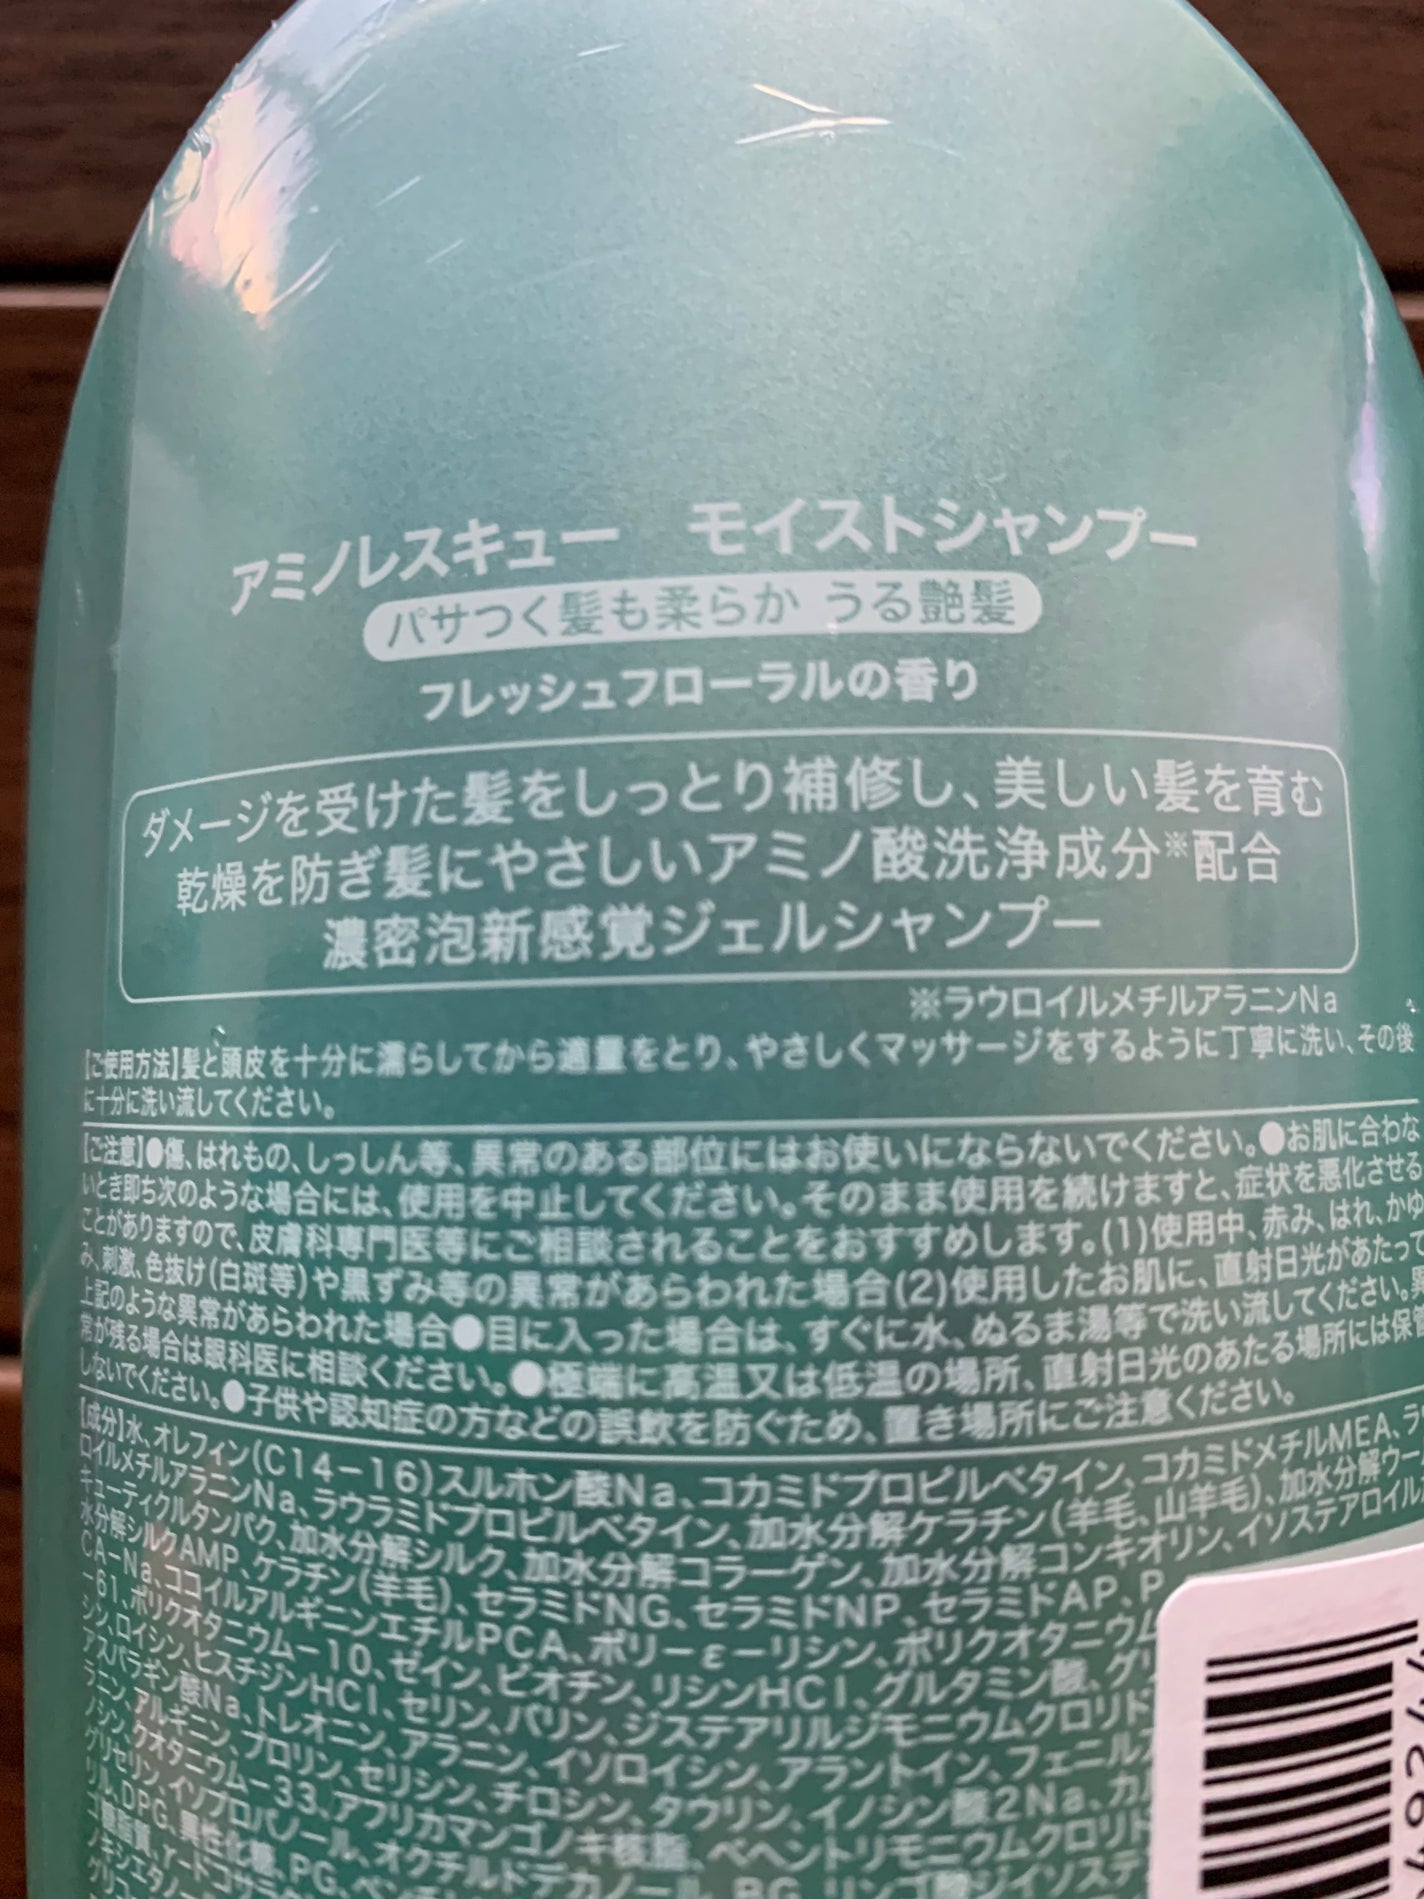 アミノレスキュー　モイストシャンプー
パサつく髪も柔らか うる艶髪
フレッシュフローラルの香り
ダメージを受けた髪をしっとり補修し、美しい髪を育む
乾燥を防ぎ髪にやさしいアミノ酸洗浄成分※配合
濃密泡新感覚ジェルシャンプー
※ラウロイルメチルアラニンNa
【ご使用方法】髪と頭皮を十分に濡らしてから適量をとり、やさしくマッサージをするように丁寧に洗い、その後
に十分に洗い流してください。
【ご注意】●傷、はれもの、しっしん等、異常のある部位にはお使いにならないでください。●お肌に合わな
いとき即ち次のような場合には、使用を中止してください。そのまま使用を続けますと、症状を悪化させる
ことがありますので、皮膚科専門医等にご相談されることをおすすめします。(1)使用中、赤み、はれ、かゆ
み、刺激、色抜け(白斑等)や黒ずみ等の異常があらわれた場合(2)使用したお肌に、直射日光があたって
上記のような異常があらわれた場合●目に入った場合は、すぐに水、ぬるま湯等で洗い流してください。異
常が残る場合は眼科医に相談ください。●極端に高温又は低温の場所、直射日光のあたる場所には保管
しないでください。●子供や認知症の方などの誤飲を防ぐため、置き場所にご注意ください。
【成分】水、オレフィン(C14-16)スルホン酸Na、コカミドプロピルベタイン、コカミドメチルMEA、ラウ
ロイルメチルアラニンNa、ラウラミドプロピルベタイン、加水分解ケラチン(羊毛、山羊毛)、加水分解ウール
キューティクルタンパク、加水分解シルク、加水分解コラーゲン、加水分解コンキオリン、イソステアロイル加
水分解シルクAMP、ケラチン(羊毛)、セラミドNG、セラミドNP、セラミドAP、P
CA-Na、ココイルアルギニンエチルPCA、ポリ-ε-リシン、ポリクオタニウム
-61、ポリクオタニウム-10、ゼイン、ビオチン、リシンHCl、グルタミン酸、グリ
シン、ロイシン、ヒスチジンHCl、セリン、バリン、ジステアリルジモニウムクロリド
アスパラギン酸Na、トレオニン、アラニン、イソロイシン、アラントイン、フェニルア
ラニン、アルギニン、プロリン、セリシン、チロシン、タウリン、イノシン酸2Na、カル
ノシン、クオタニウム-33、アフリカマンゴノキ核脂、ベヘントリモニウムクロリド
グリセリン、イソプロパノール、オクチルドデカノール、BG、リンゴ酸ジイソステ
リル、DPG、異性化糖、PG